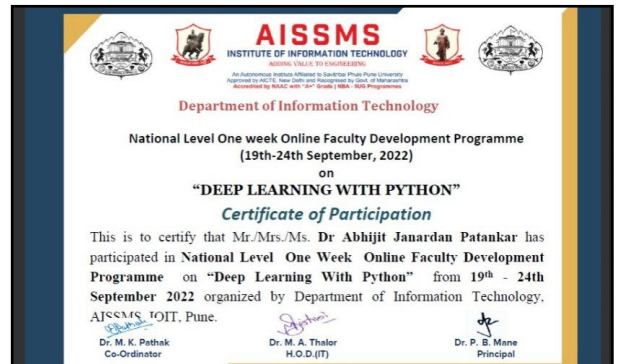 AISSMS
INSTITUTE OF INFORMATION TECHNOLOGY
ADDING VALUE TO ENGINEERING
An Autonomous Institute Affiliated to Savitribai Phule Pune University
Approved by AICTE, New Delhi and Recognised by Govt. of Maharashtra
Accredited by NAAC with "A+" Grade | NBA - 5UG Programmes
Department of Information Technology
National Level One week Online Faculty Development Programme
(19th-24th September, 2022)
on
“DEEP LEARNING WITH PYTHON”
Certificate of Participation
This is to certify that Mr./Mrs./Ms. Dr Abhijit Janardan Patankar has
participated in National Level One Week Online Faculty Development
Programme on “Deep Learning With Python” from 19th - 24th
September 2022 organized by Department of Information Technology,
AISSMS IOIT, Pune.
Dr. M. K. Pathak Dr. M. A. Thalor Dr. P. B. Mane
Co-Ordinator H.O.D.(IT) Principal